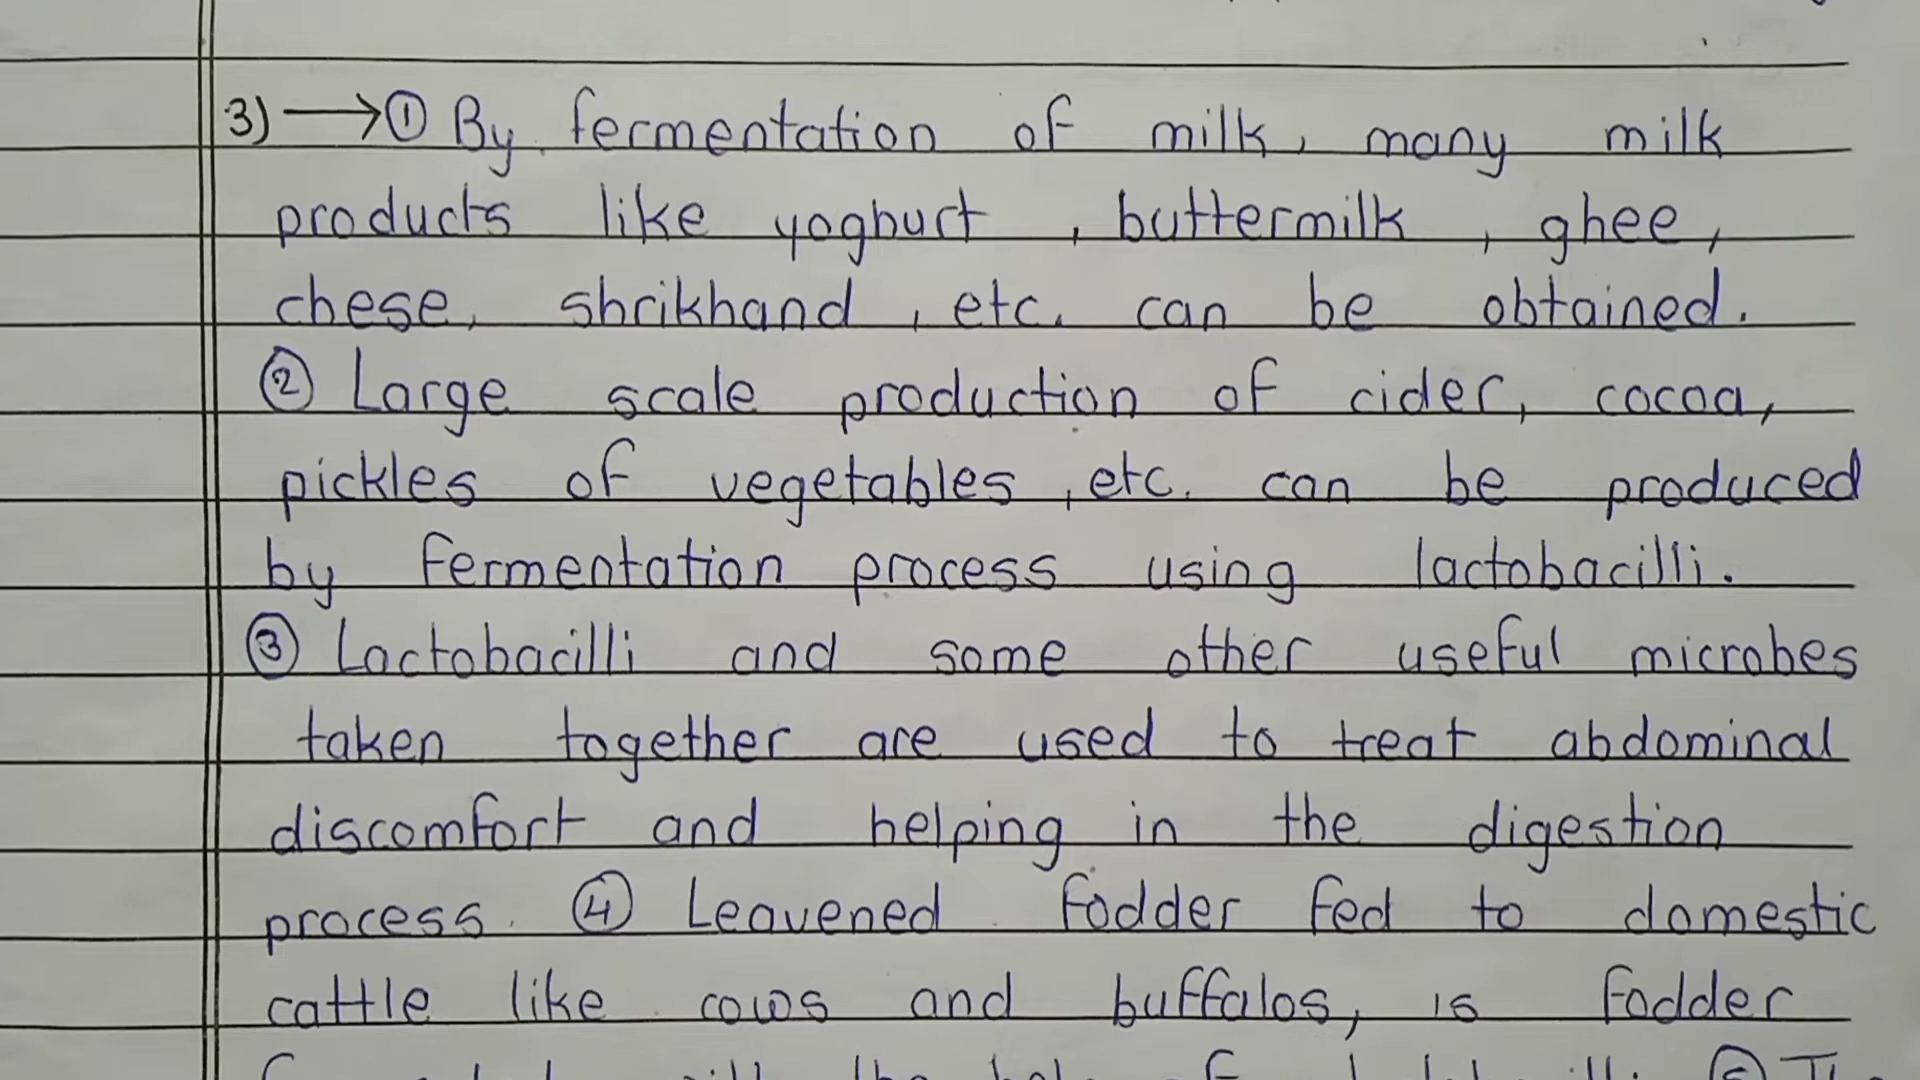 3) → ① By fermentation of milk, many milk
products like yoghurt, buttermilk, ghee,
chese, shrikhand, etc. can be obtained.
② Large scale production of cider, cocoa,
pickles of vegetables, etc. can be produced
by fermentation process using lactobacilli.
③ Lactobacilli and some other useful microbes
taken together are used to treat abdominal
discomfort and helping in the digestion
process. ④ Leavened fodder fed to domestic
cattle like cows and buffalos, is fodder